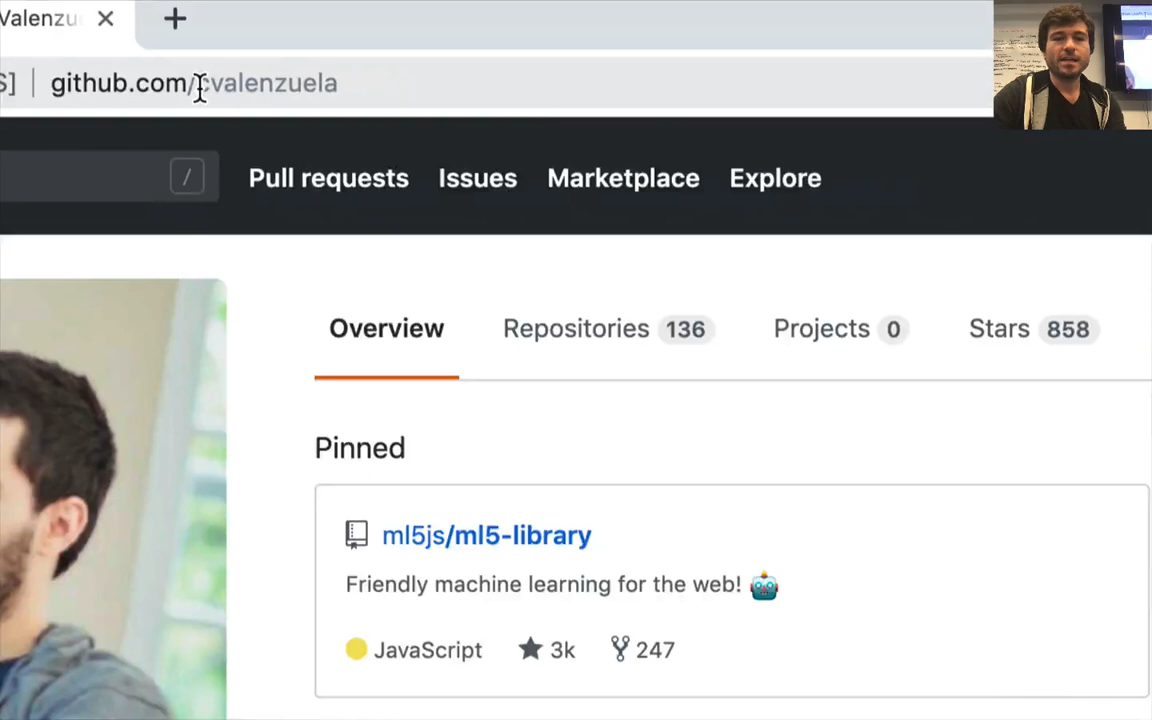 Valenzu
S] github.com/cvalenzuela
/ Pull requests Issues Marketplace Explore
Overview Repositories 136 Projects 0 Stars 858
Pinned
ml5js/ml5-library
Friendly machine learning for the web!
JavaScript 3k 247